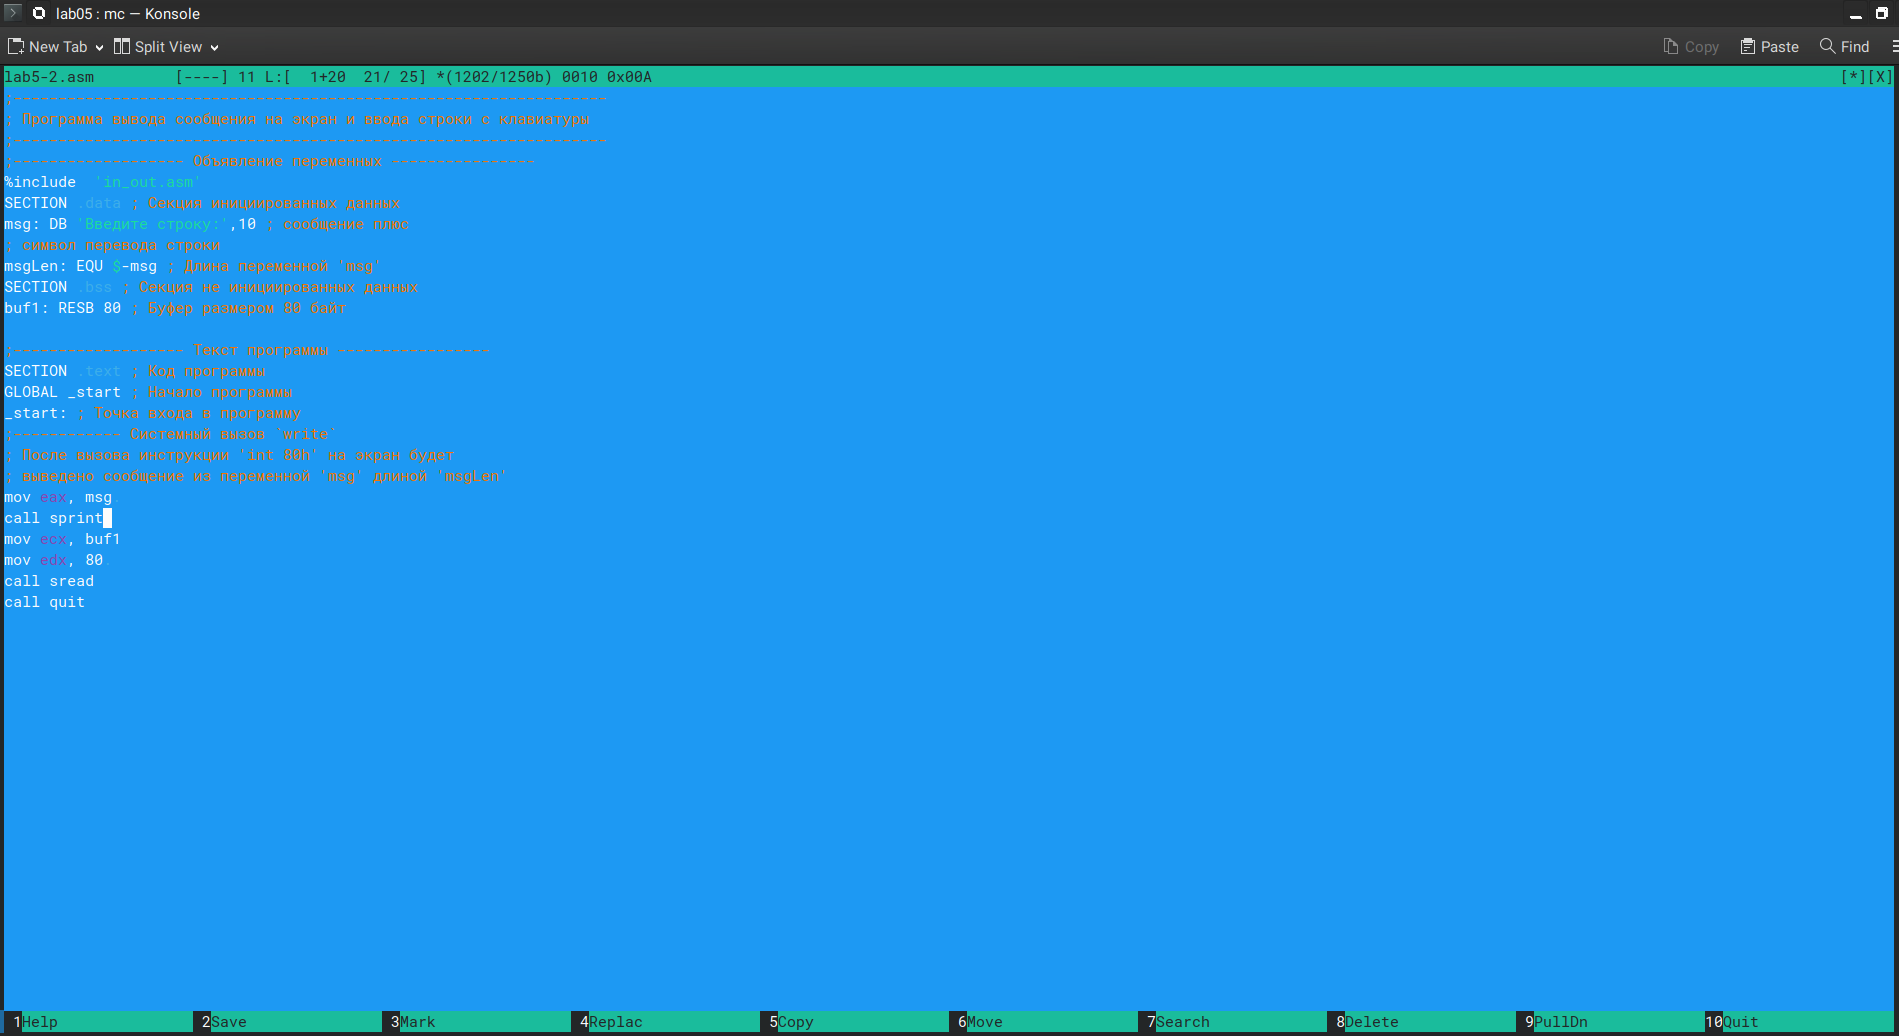 lab05 : mc — Konsole
New Tab Split View Copy Paste Find
lab5-2.asm [----] 11 L:[ 1+20 21/ 25] *(1202/1250b) 0010 0x00A [*][X]
;------------------------------------------------------------------
; Программа вывода сообщения на экран и ввода строки с клавиатуры
;------------------------------------------------------------------
;------------------- Объявление переменных ----------------
%include 'in_out.asm'
SECTION .data ; Секция инициированных данных
msg: DB 'Введите строку:',10 ; сообщение плюс
; символ перевода строки
msgLen: EQU $-msg ; Длина переменной 'msg'
SECTION .bss ; Секция не инициированных данных
buf1: RESB 80 ; Буфер размером 80 байт
;------------------- Текст программы -----------------
SECTION .text ; Код программы
GLOBAL _start ; Начало программы
_start: ; Точка входа в программу
;------------ Системный вызов `write`
; После вызова инструкции 'int 80h' на экран будет
; выведено сообщение из переменной 'msg' длиной 'msgLen'
mov eax, msg
call sprint
mov ecx, buf1
mov edx, 80
call sread
call quit
1Help 2Save 3Mark 4Replac 5Copy 6Move 7Search 8Delete 9PullDn 10Quit